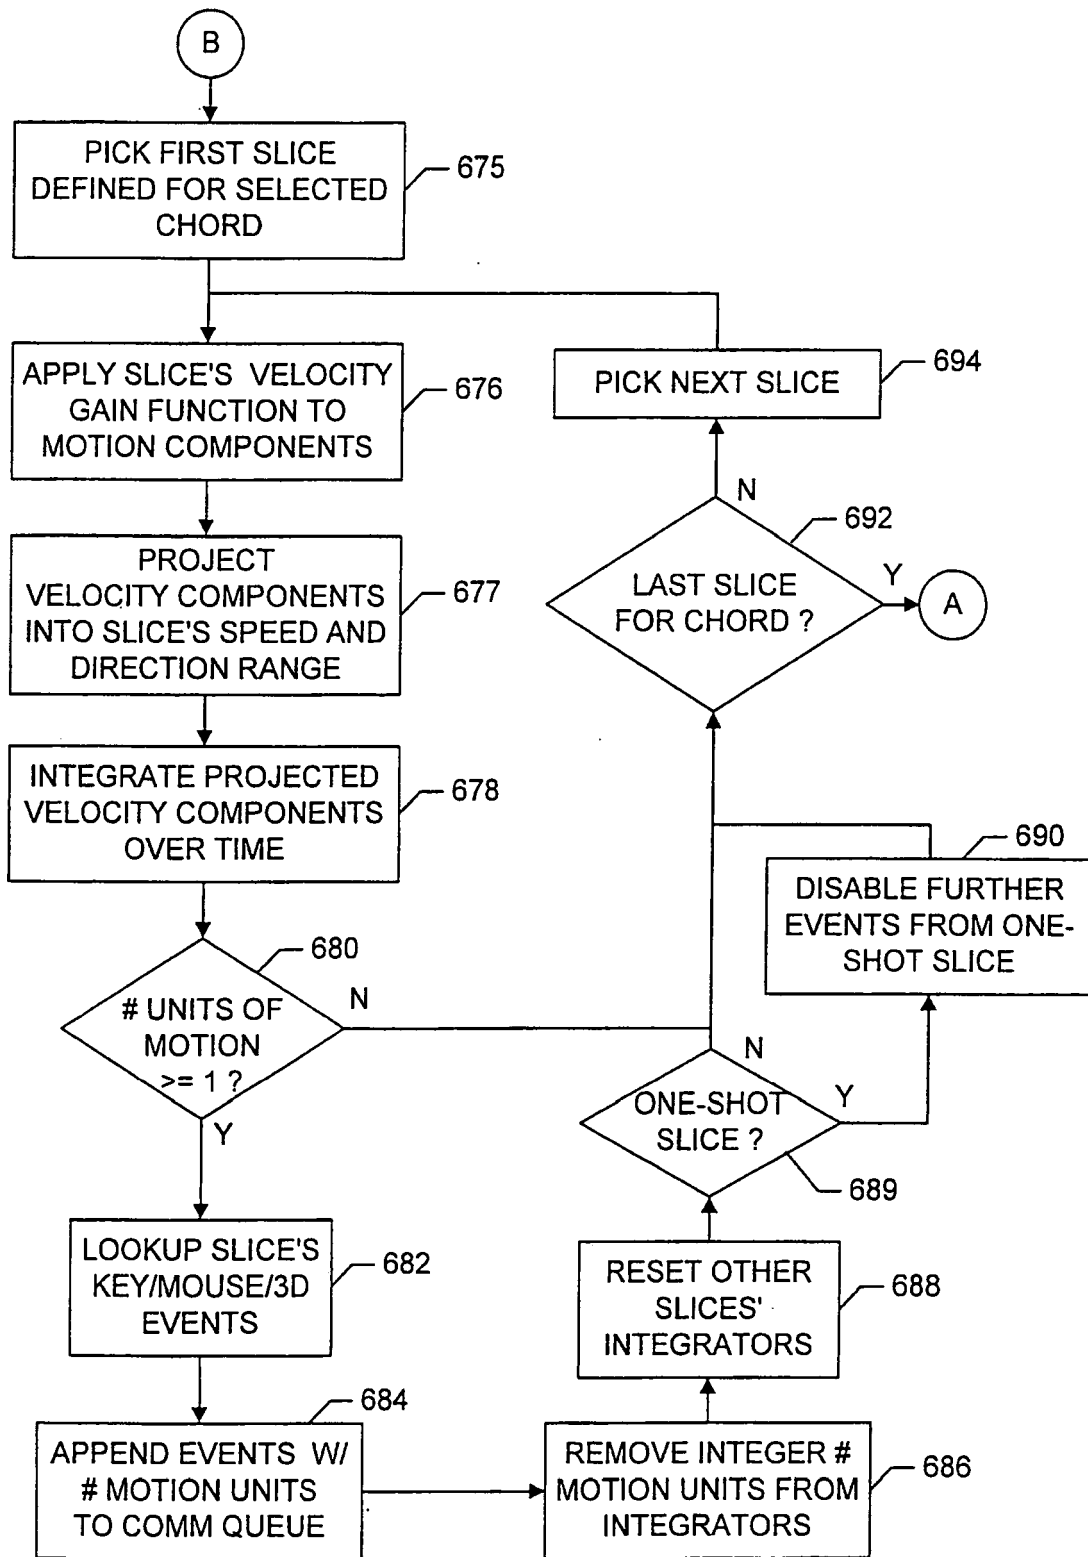 B
PICK FIRST SLICE
DEFINED FOR SELECTED
CHORD
675
APPLY SLICE'S VELOCITY
GAIN FUNCTION TO
MOTION COMPONENTS
676
PROJECT
VELOCITY COMPONENTS
INTO SLICE'S SPEED AND
DIRECTION RANGE
677
INTEGRATE PROJECTED
VELOCITY COMPONENTS
OVER TIME
678
# UNITS OF
MOTION
>= 1 ?
680
N
Y
LOOKUP SLICE'S
KEY/MOUSE/3D
EVENTS
682
APPEND EVENTS W/
# MOTION UNITS
TO COMM QUEUE
684
REMOVE INTEGER #
MOTION UNITS FROM
INTEGRATORS
686
RESET OTHER
SLICES'
INTEGRATORS
688
ONE-SHOT
SLICE ?
689
N
Y
DISABLE FURTHER
EVENTS FROM ONE-
SHOT SLICE
690
LAST SLICE
FOR CHORD ?
692
N
Y
A
PICK NEXT SLICE
694